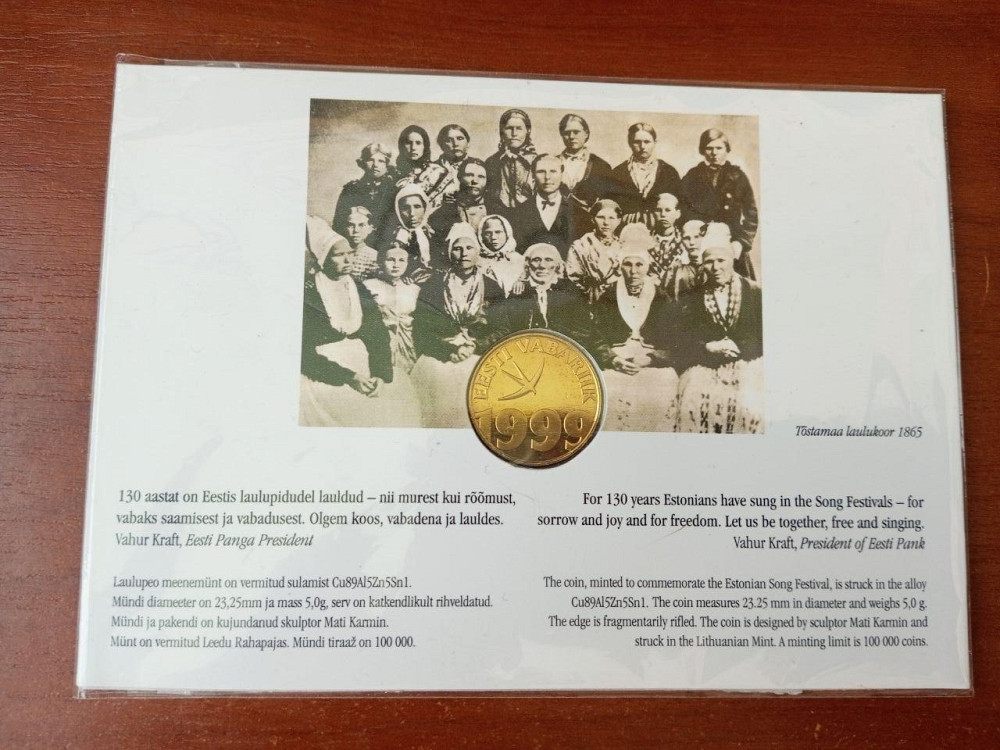 EESTI VABARIIK
1999
Tõstamaa laulukoor 1865
130 aastat on Eestis laulupidudel lauldud – nii murest kui rõõmust,
vabaks saamisest ja vabadusest. Olgem koos, vabadena ja lauldes.
Vahur Kraft, Eesti Panga President
For 130 years Estonians have sung in the Song Festivals – for
sorrow and joy and for freedom. Let us be together, free and singing.
Vahur Kraft, President of Eesti Pank
Laulupeo meenemünt on vermitud sulamist Cu89Al5Zn5Sn1.
Mündi diameeter on 23,25mm ja mass 5,0g, serv on katkendlikult rihveldatud.
Mündi ja pakendi on kujundanud skulptor Mati Karmin.
Münt on vermitud Leedu Rahapajas. Mündi tiraaž on 100 000.
The coin, minted to commemorate the Estonian Song Festival, is struck in the alloy
Cu89Al5Zn5Sn1. The coin measures 23.25 mm in diameter and weighs 5,0 g.
The edge is fragmentarily rifled. The coin is designed by sculptor Mati Karmin and
struck in the Lithuanian Mint. A minting limit is 100 000 coins.